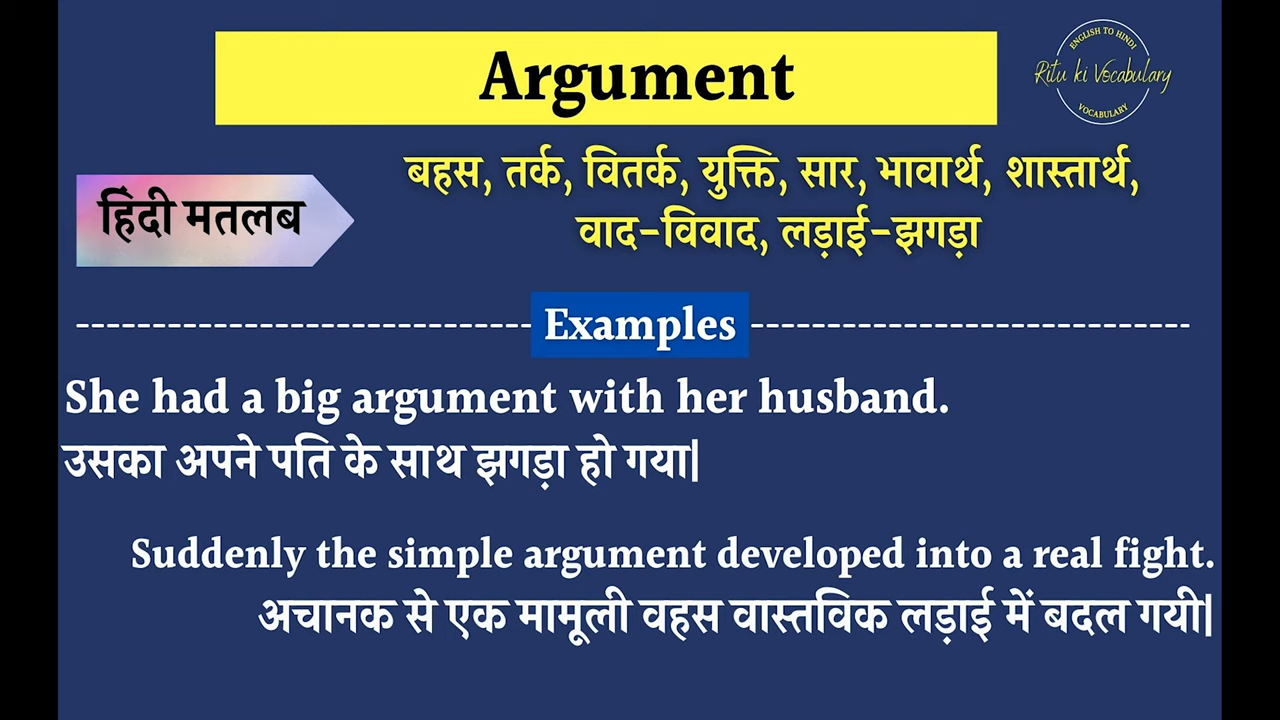 Argument
ENGLISH TO HINDI
Ritu ki Vocabulary
VOCABULARY
हिंदी मतलब
बहस, तर्क, वितर्क, युक्ति, सार, भावार्थ, शास्तार्थ,
वाद-विवाद, लड़ाई-झगड़ा
Examples
She had a big argument with her husband.
उसका अपने पति के साथ झगड़ा हो गया|
Suddenly the simple argument developed into a real fight.
अचानक से एक मामूली वहस वास्तविक लड़ाई में बदल गयी|